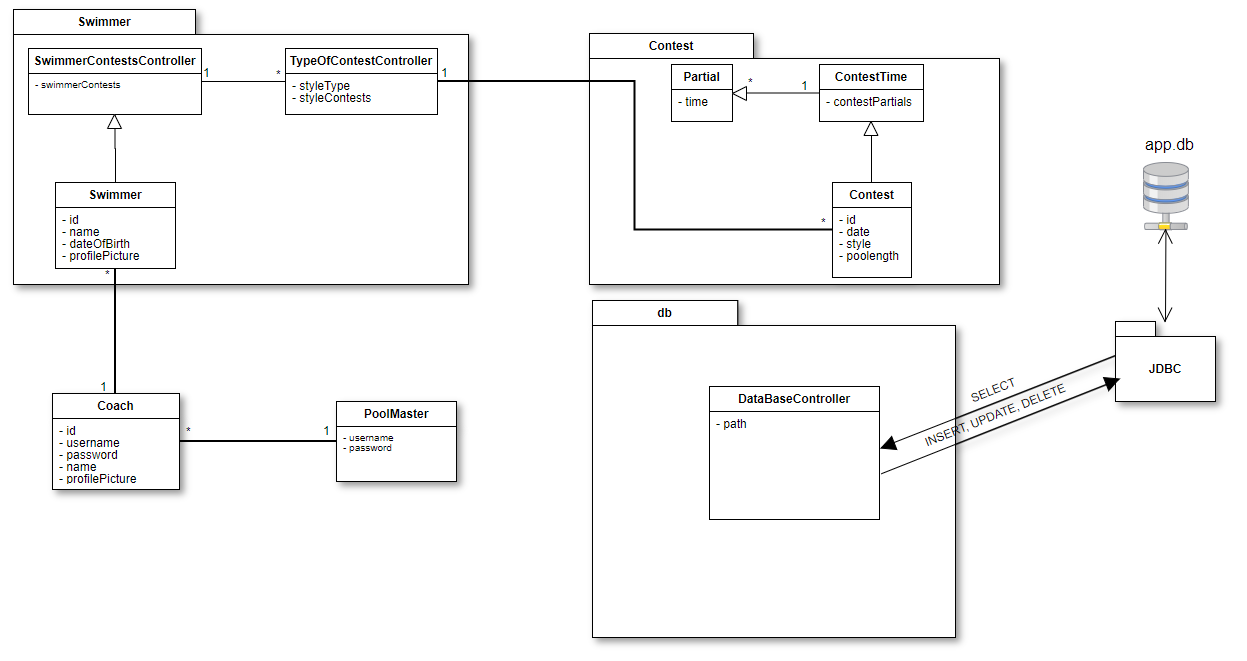 Swimmer
SwimmerContestsController
- swimmerContests
1
*
TypeOfContestController
- styleType
- styleContests
1
Swimmer
- id
- name
- dateOfBirth
- profilePicture
*
1
Coach
- id
- username
- password
- name
- profilePicture
*
1
PoolMaster
- username
- password
Contest
Partial
- time
*
1
ContestTime
- contestPartials
*
Contest
- id
- date
- style
- poolength
db
DataBaseController
- path
SELECT
INSERT, UPDATE, DELETE
app.db
JDBC